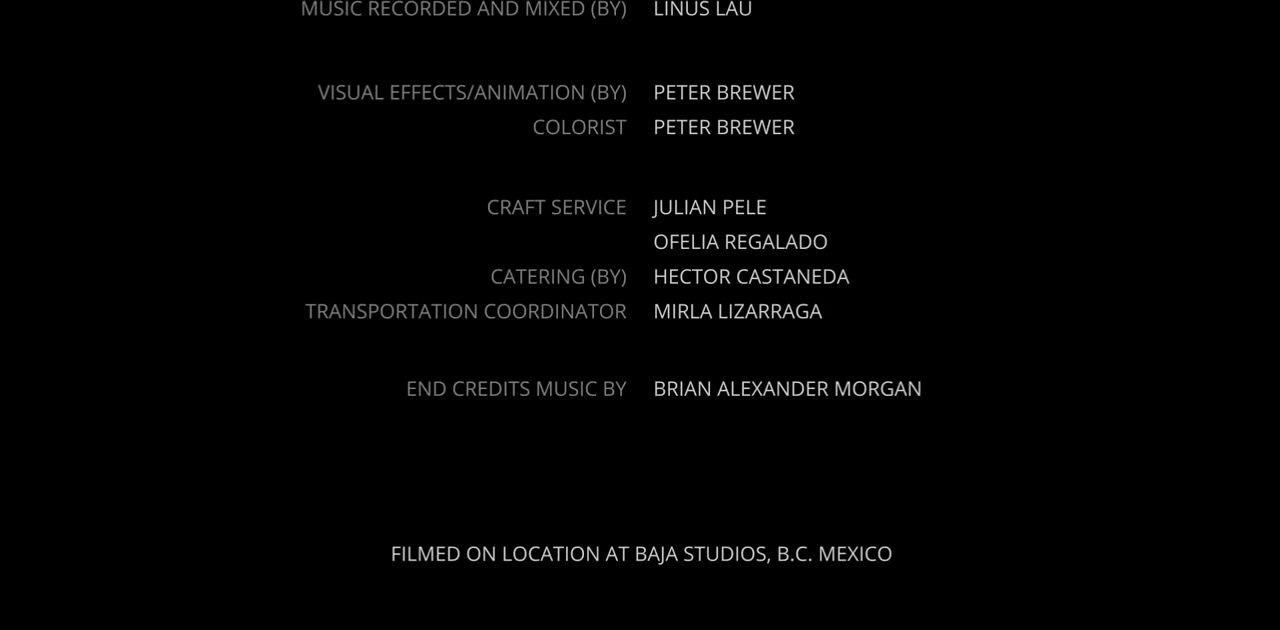 MUSIC RECORDED AND MIXED (BY) LINUS LAU
VISUAL EFFECTS/ANIMATION (BY) PETER BREWER
COLORIST PETER BREWER
CRAFT SERVICE JULIAN PELE
OFELIA REGALADO
CATERING (BY) HECTOR CASTANEDA
TRANSPORTATION COORDINATOR MIRLA LIZARRAGA
END CREDITS MUSIC BY BRIAN ALEXANDER MORGAN
FILMED ON LOCATION AT BAJA STUDIOS, B.C. MEXICO